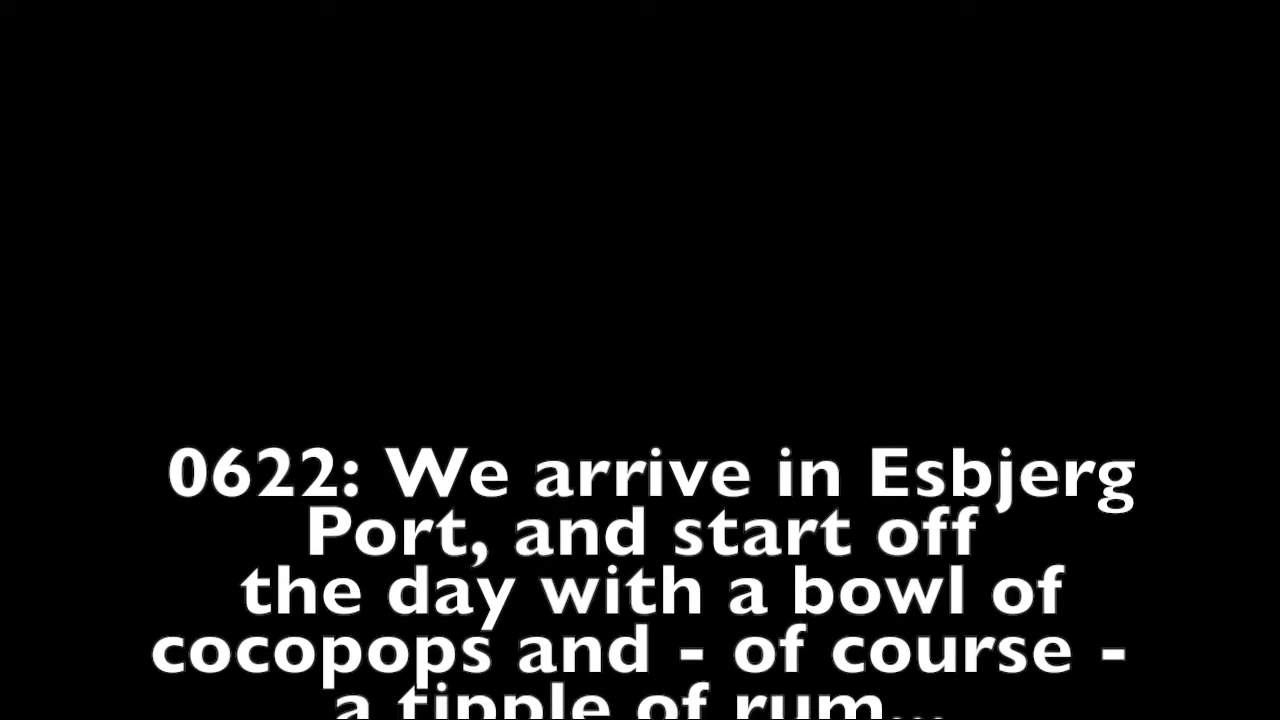 0622: We arrive in Esbjerg
Port, and start off
the day with a bowl of
cocopops and - of course -
a tipple of rum...